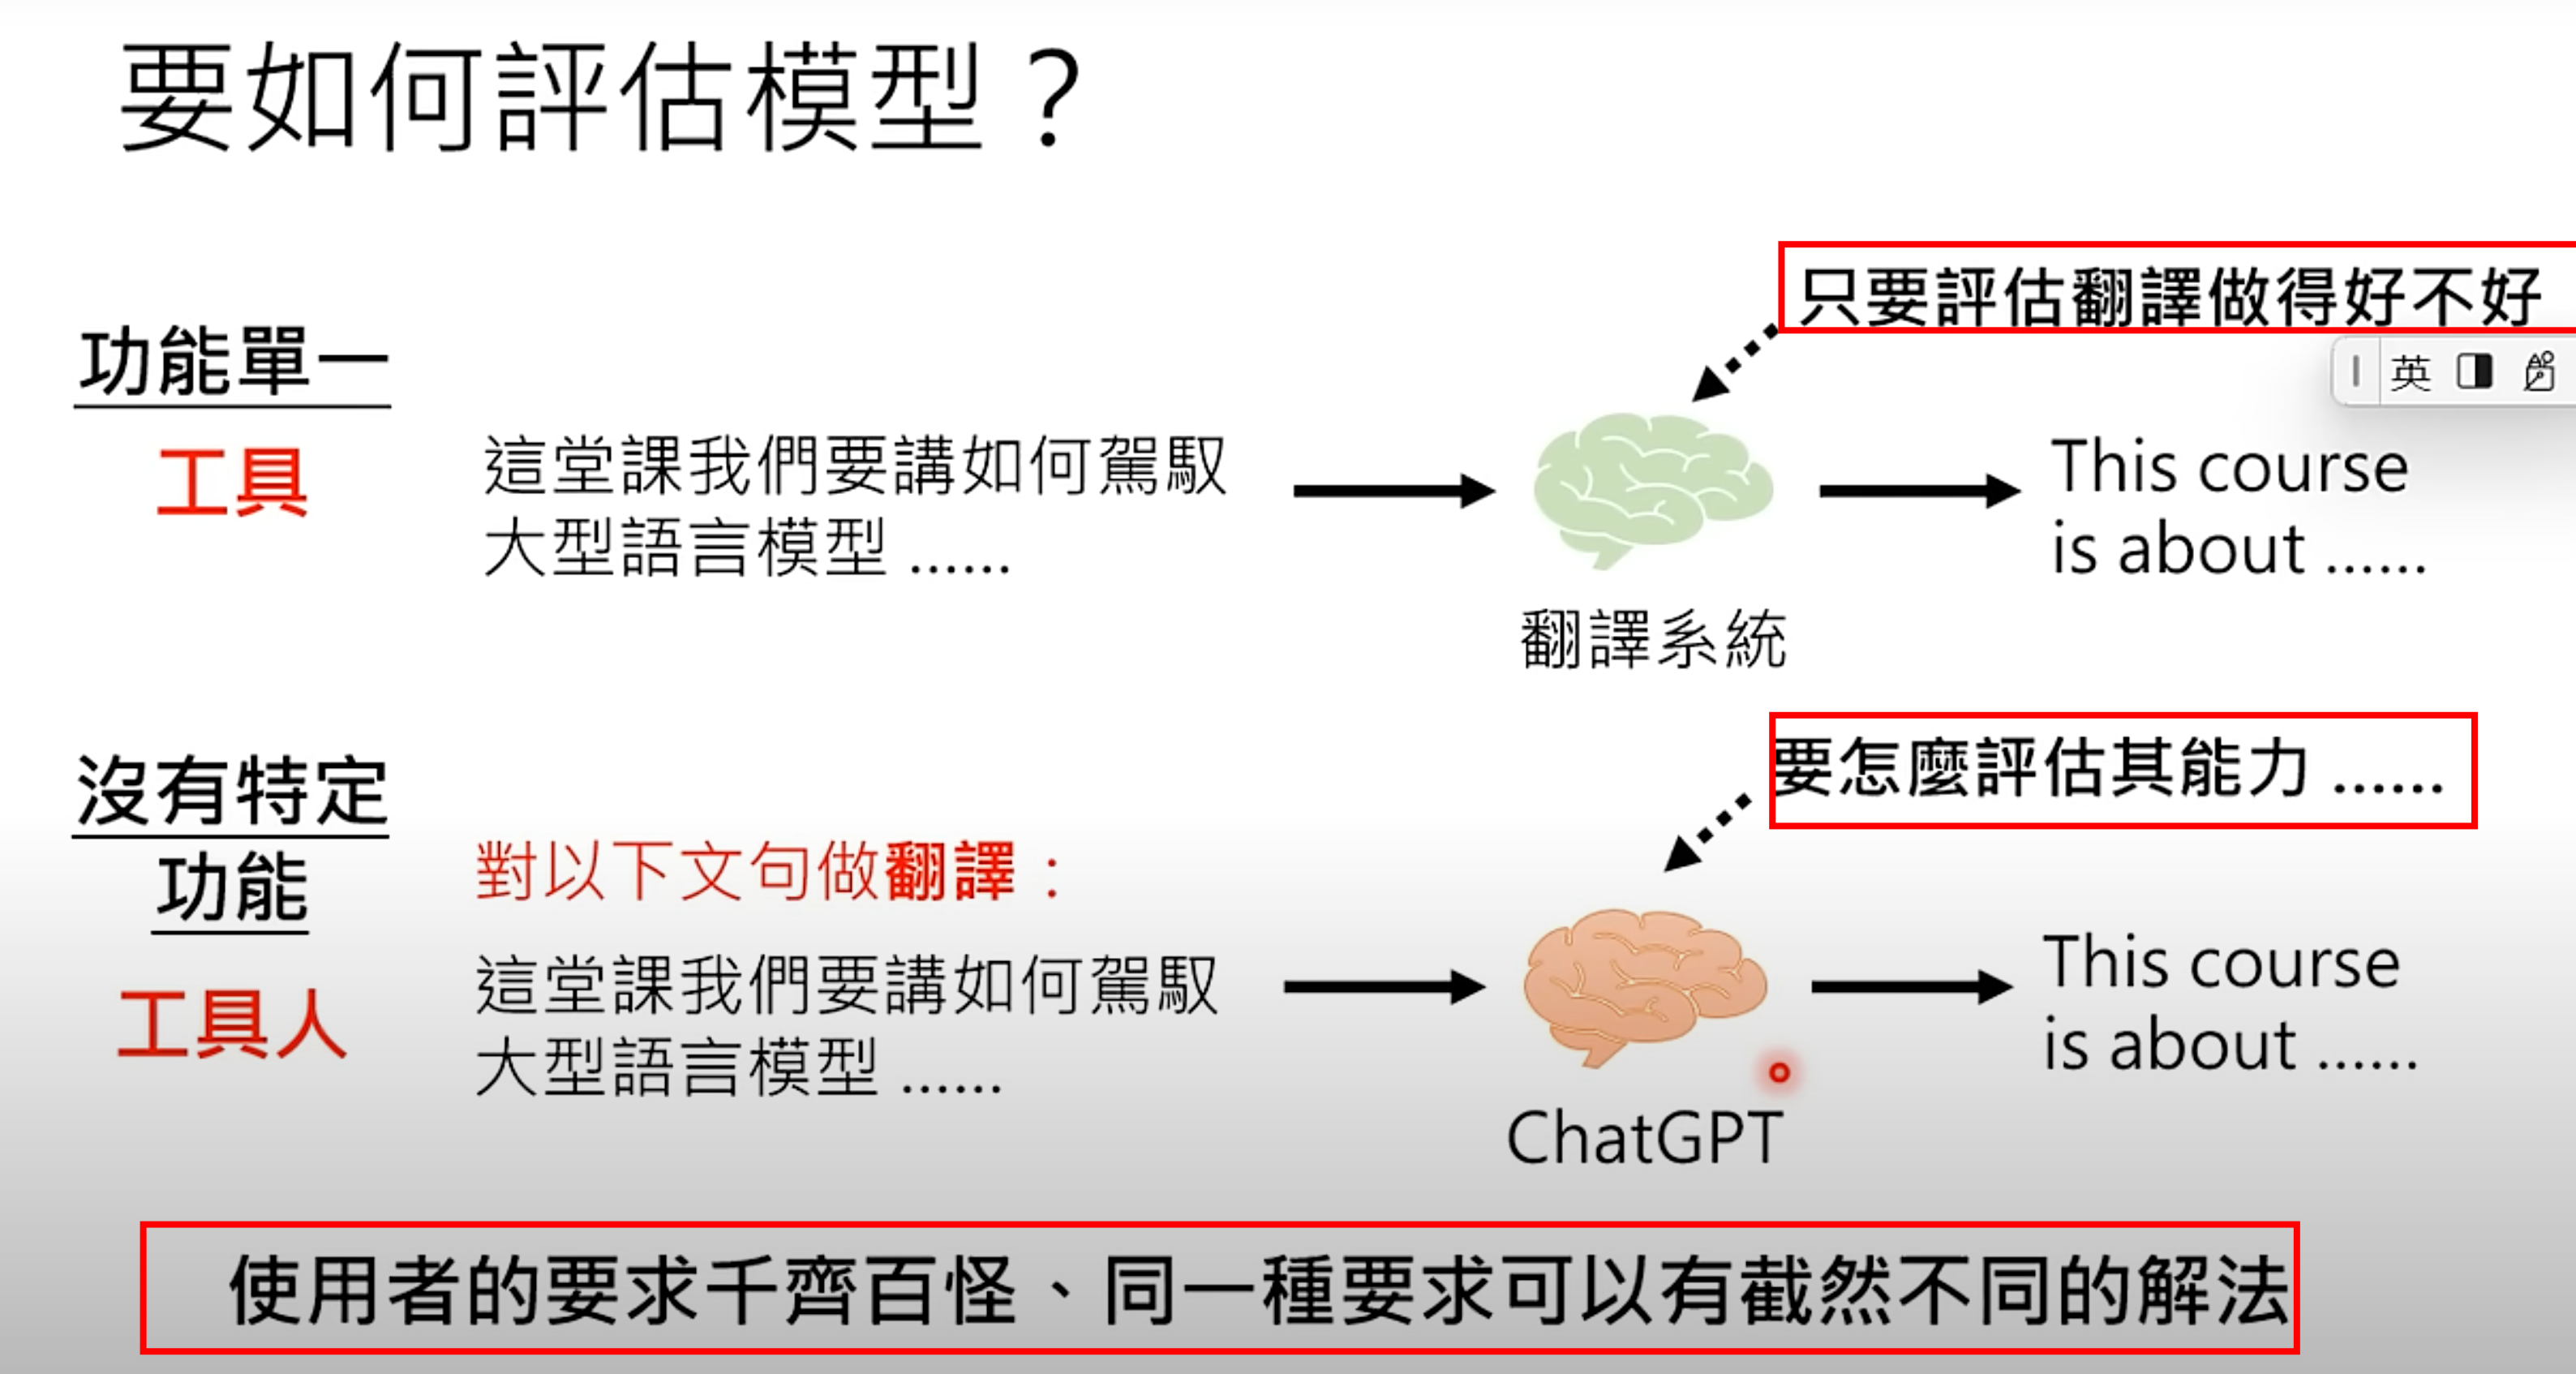 要如何評估模型？
只要評估翻譯做得好不好
英
功能單一
工具
這堂課我們要講如何駕馭
大型語言模型 ......
This course
is about ......
翻譯系統
要怎麼評估其能力 ......
沒有特定
功能
工具人
對以下文句做翻譯：
這堂課我們要講如何駕馭
大型語言模型 ......
This course
is about ......
ChatGPT
使用者的要求千齊百怪、同一種要求可以有截然不同的解法